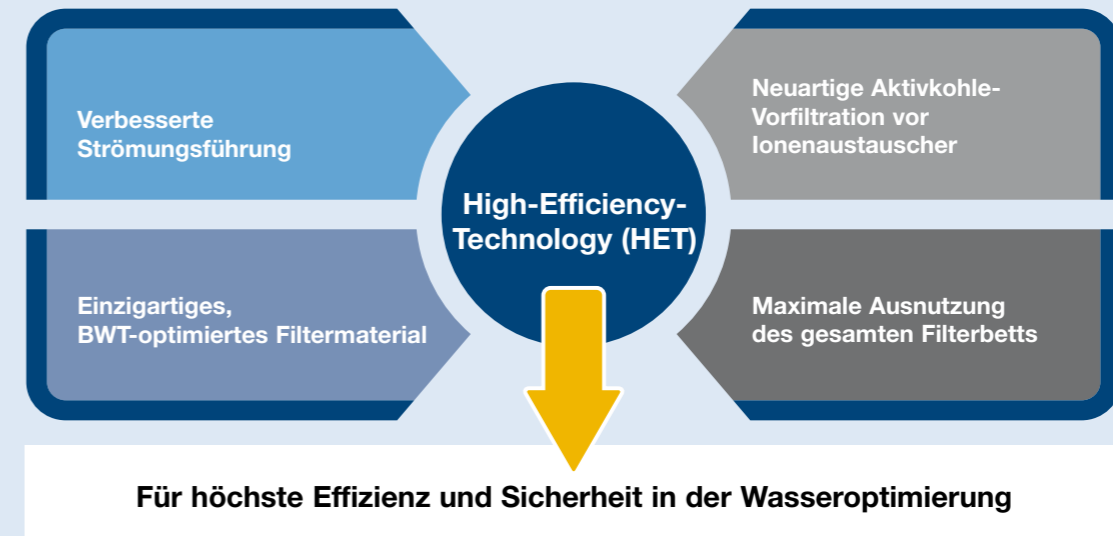 Verbesserte
Strömungsführung
Neuartige Aktivkohle-
Vorfiltration vor
Ionenaustauscher
High-Efficiency-
Technology (HET)
Einzigartiges,
BWT-optimiertes Filtermaterial
Maximale Ausnutzung
des gesamten Filterbetts
Für höchste Effizienz und Sicherheit in der Wasseroptimierung